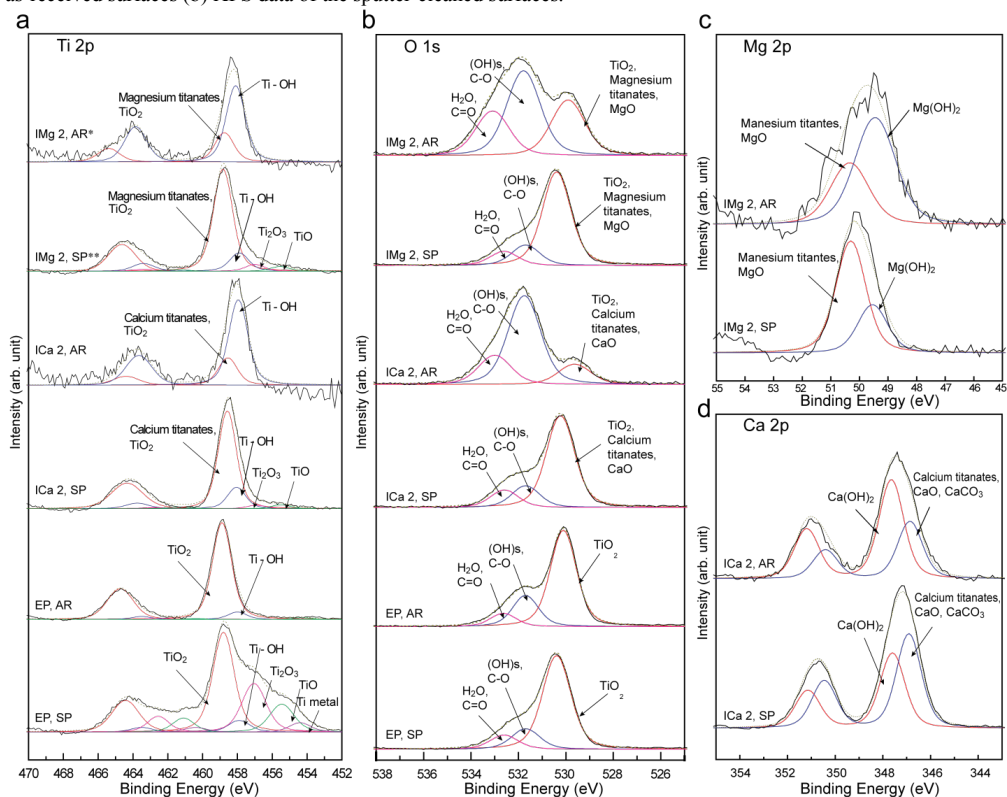 as-received surfaces (b) XPS data of the sputter-cleaned surfaces.
a
Ti 2p
Intensity (arb. unit)
Ti - OH
Magnesium titanates,
TiO2
IMg 2, AR*
Magnesium titanates,
TiO2
Ti - OH
Ti2O3
TiO
IMg 2, SP**
Ti - OH
Calcium titanates,
TiO2
ICa 2, AR
Calcium titanates,
TiO2
Ti - OH
Ti2O3
TiO
ICa 2, SP
TiO2
Ti - OH
EP, AR
TiO2
Ti - OH
Ti2O3
TiO
Ti metal
EP, SP
470 468 466 464 462 460 458 456 454 452
Binding Energy (eV)
b
O 1s
Intensity (arb. unit)
(OH)s,
C-O
H2O,
C=O
TiO2,
Magnesium
titanates,
MgO
IMg 2, AR
(OH)s,
C-O
H2O,
C=O
TiO2,
Magnesium
titanates,
MgO
IMg 2, SP
(OH)s,
C-O
H2O,
C=O
TiO2,
Calcium
titanates,
CaO
ICa 2, AR
(OH)s,
C-O
H2O,
C=O
TiO2,
Calcium
titanates,
CaO
ICa 2, SP
(OH)s,
C-O
H2O,
C=O
TiO2
EP, AR
(OH)s,
C-O
H2O,
C=O
TiO2
EP, SP
538 536 534 532 530 528 526
Binding Energy (eV)
c
Mg 2p
Intensity (arb. unit)
Mg(OH)2
Manesium titantes,
MgO
IMg 2, AR
Manesium titantes,
MgO
Mg(OH)2
IMg 2, SP
55 54 53 52 51 50 49 48 47 46 45
Binding Energy (eV)
d
Ca 2p
Intensity (arb. unit)
Ca(OH)2
Calcium titanates,
CaO, CaCO3
ICa 2, AR
Calcium titanates,
CaO, CaCO3
Ca(OH)2
ICa 2, SP
354 352 350 348 346 344
Binding Energy (eV)